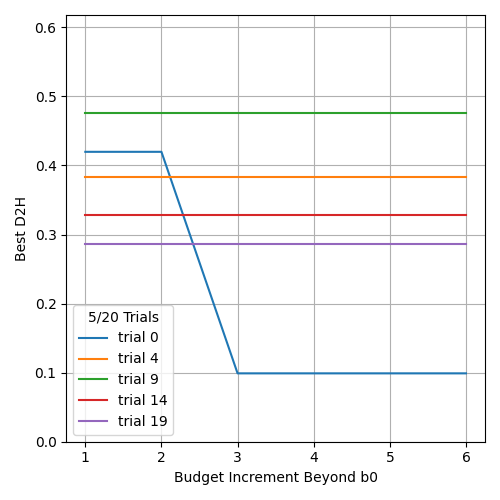 0.6
0.5
0.4
0.3
0.2
0.1
0.0
Best D2H
5/20 Trials
trial 0
trial 4
trial 9
trial 14
trial 19
1 2 3 4 5 6
Budget Increment Beyond b0